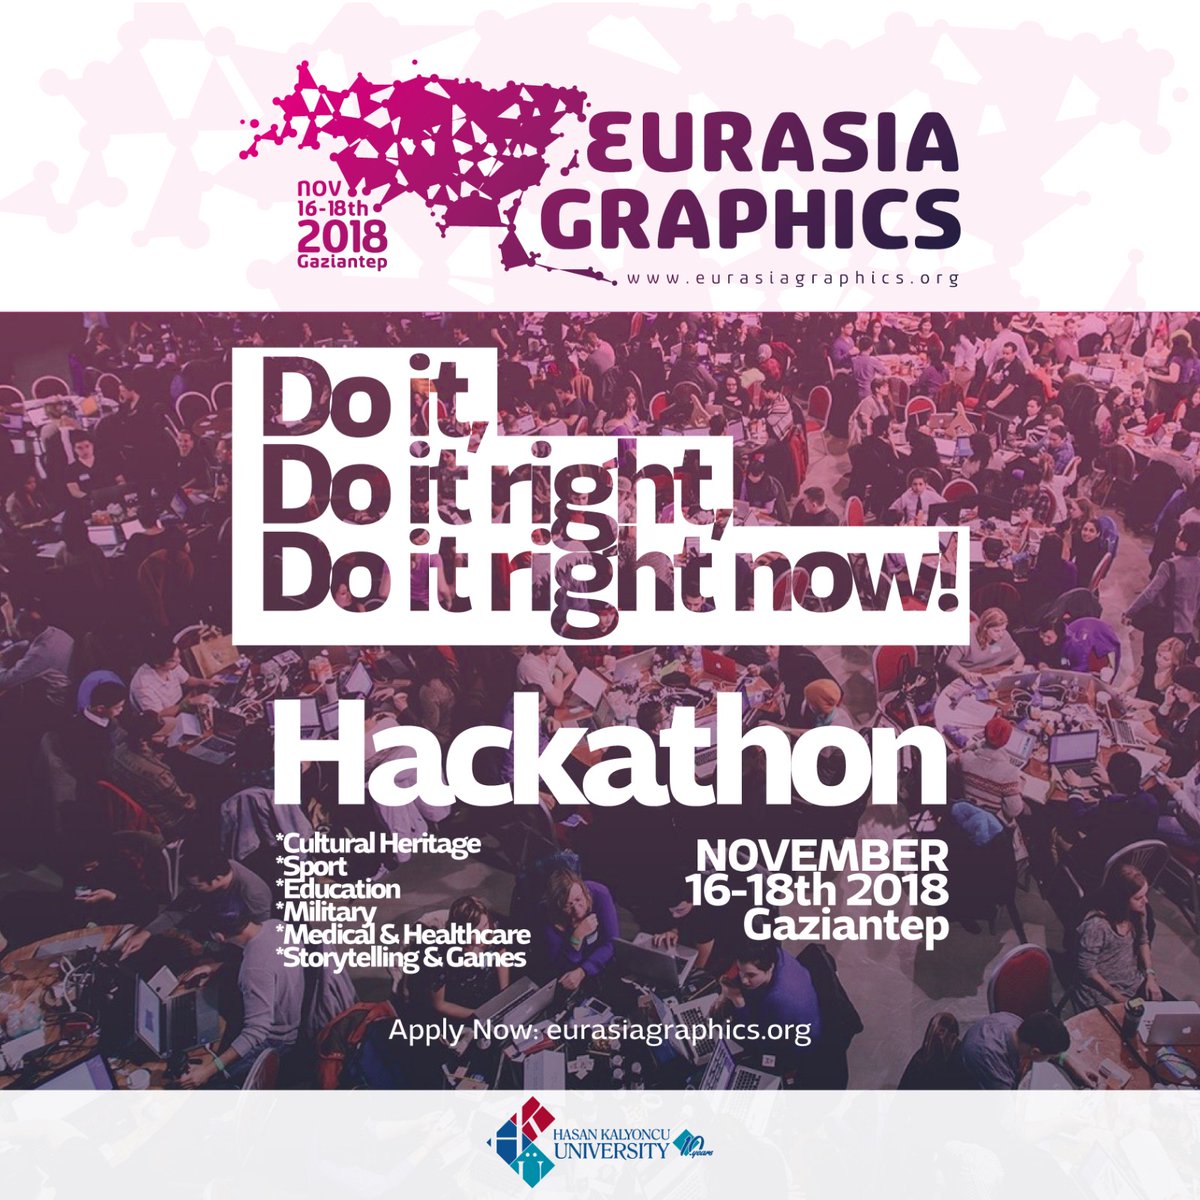 EURASIA
GRAPHICS
nov
16-18th
2018
Gaziantep
www.eurasiagraphics.org
Do it,
Do it right,
Do it right now!
Hackathon
*Cultural Heritage
*Sport
*Education
*Military
*Medical & Healthcare
*Storytelling & Games
NOVEMBER
16-18th 2018
Gaziantep
Apply Now: eurasiagraphics.org
HASAN KALYONCU
UNIVERSITY
10. years